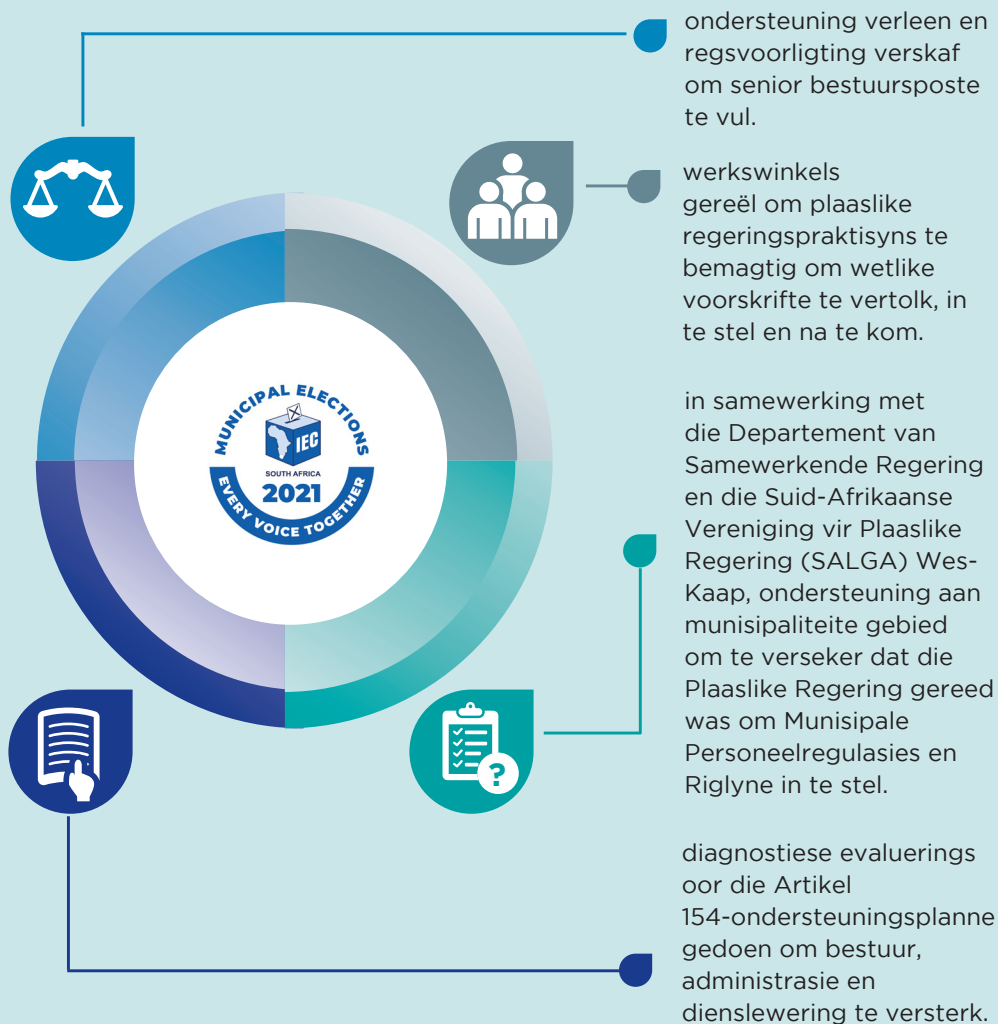 ondersteuning verleen en
regsvoorligting verskaf
om senior bestuursposte
te vul.
werkswinkels
gereël om plaaslike
regeringspraktisyns te
bemagtig om wetlike
voorskrifte te vertolk, in
te stel en na te kom.
MUNICIPAL ELECTIONS
IEC
SOUTH AFRICA
2021
EVERY VOICE TOGETHER
in samewerking met
die Departement van
Samewerkende Regering
en die Suid-Afrikaanse
Vereniging vir Plaaslike
Regering (SALGA) Wes-
Kaap, ondersteuning aan
munisipaliteite gebied
om te verseker dat die
Plaaslike Regering gereed
was om Munisipale
Personeelregulasies en
Riglyne in te stel.
?
diagnostiese evaluerings
oor die Artikel
154-ondersteuningsplanne
gedoen om bestuur,
administrasie en
dienslewering te versterk.